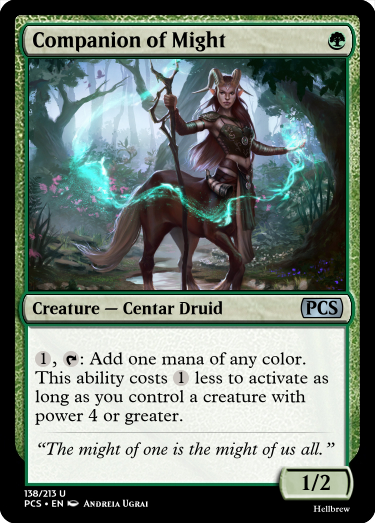 Companion of Might
Creature — Centar Druid
PCS
1, : Add one mana of any color.
This ability costs 1 less to activate as
long as you control a creature with
power 4 or greater.
“The might of one is the might of us all.”
1/2
138/213 U
PCS • EN Andreia Ugrai
Hellbrew